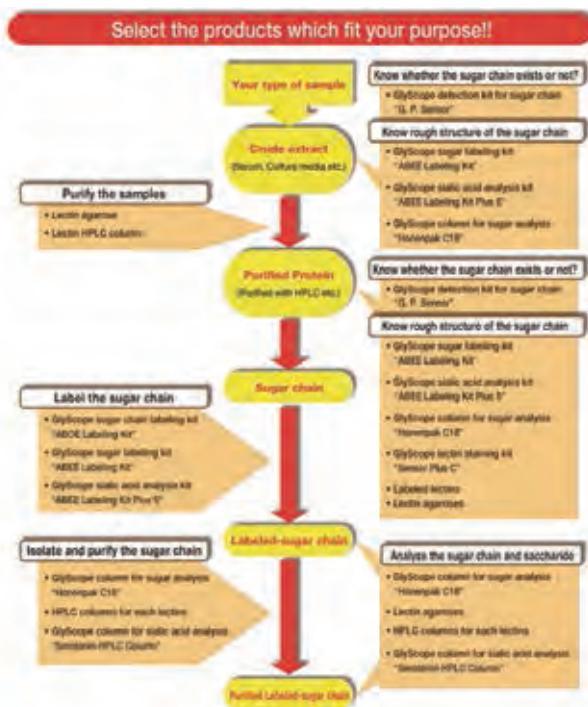 Select the products which fit your purpose!!
Your type of sample
Know whether the sugar chain exists or not?
• GlyScope detection kit for sugar chain
"G. P. Sensor"
Crude extract
(Serum, Culture media etc.)
Know rough structure of the sugar chain
• GlyScope sugar labeling kit
"ABEE Labeling Kit"
• GlyScope sialic acid analysis kit
"ABEE Labeling Kit Plus S"
• GlyScope column for sugar analysis
"Honenpak C18"
Purify the samples
• Lectin agarose
• Lectin HPLC column
Purified Protein
(Purified with HPLC etc.)
Know whether the sugar chain exists or not?
• GlyScope detection kit for sugar chain
"G. P. Sensor"
Know rough structure of the sugar chain
• GlyScope sugar labeling kit
"ABEE Labeling Kit"
• GlyScope sialic acid analysis kit
"ABEE Labeling Kit Plus S"
• GlyScope column for sugar analysis
"Honenpak C18"
• GlyScope lectin staining kit
"Sensor Plus C"
• Labeled lectins
• Lectin agaroses
Sugar chain
Label the sugar chain
• GlyScope sugar chain labeling kit
"ABOE Labeling Kit"
• GlyScope sugar labeling kit
"ABEE Labeling Kit"
• GlyScope sialic acid analysis kit
"ABEE Labeling Kit Plus S"
Labeled-sugar chain
Isolate and purify the sugar chain
• GlyScope column for sugar analysis
"Honenpak C18"
• HPLC columns for each lectins
• GlyScope column for sialic acid analysis
"Serotonin-HPLC Column"
Analyse the sugar chain and saccharide
• GlyScope column for sugar analysis
"Honenpak C18"
• Lectin agaroses
• HPLC columns for each lectins
• GlyScope column for sialic acid analysis
"Serotonin-HPLC Column"
Purified Labeled-sugar chain